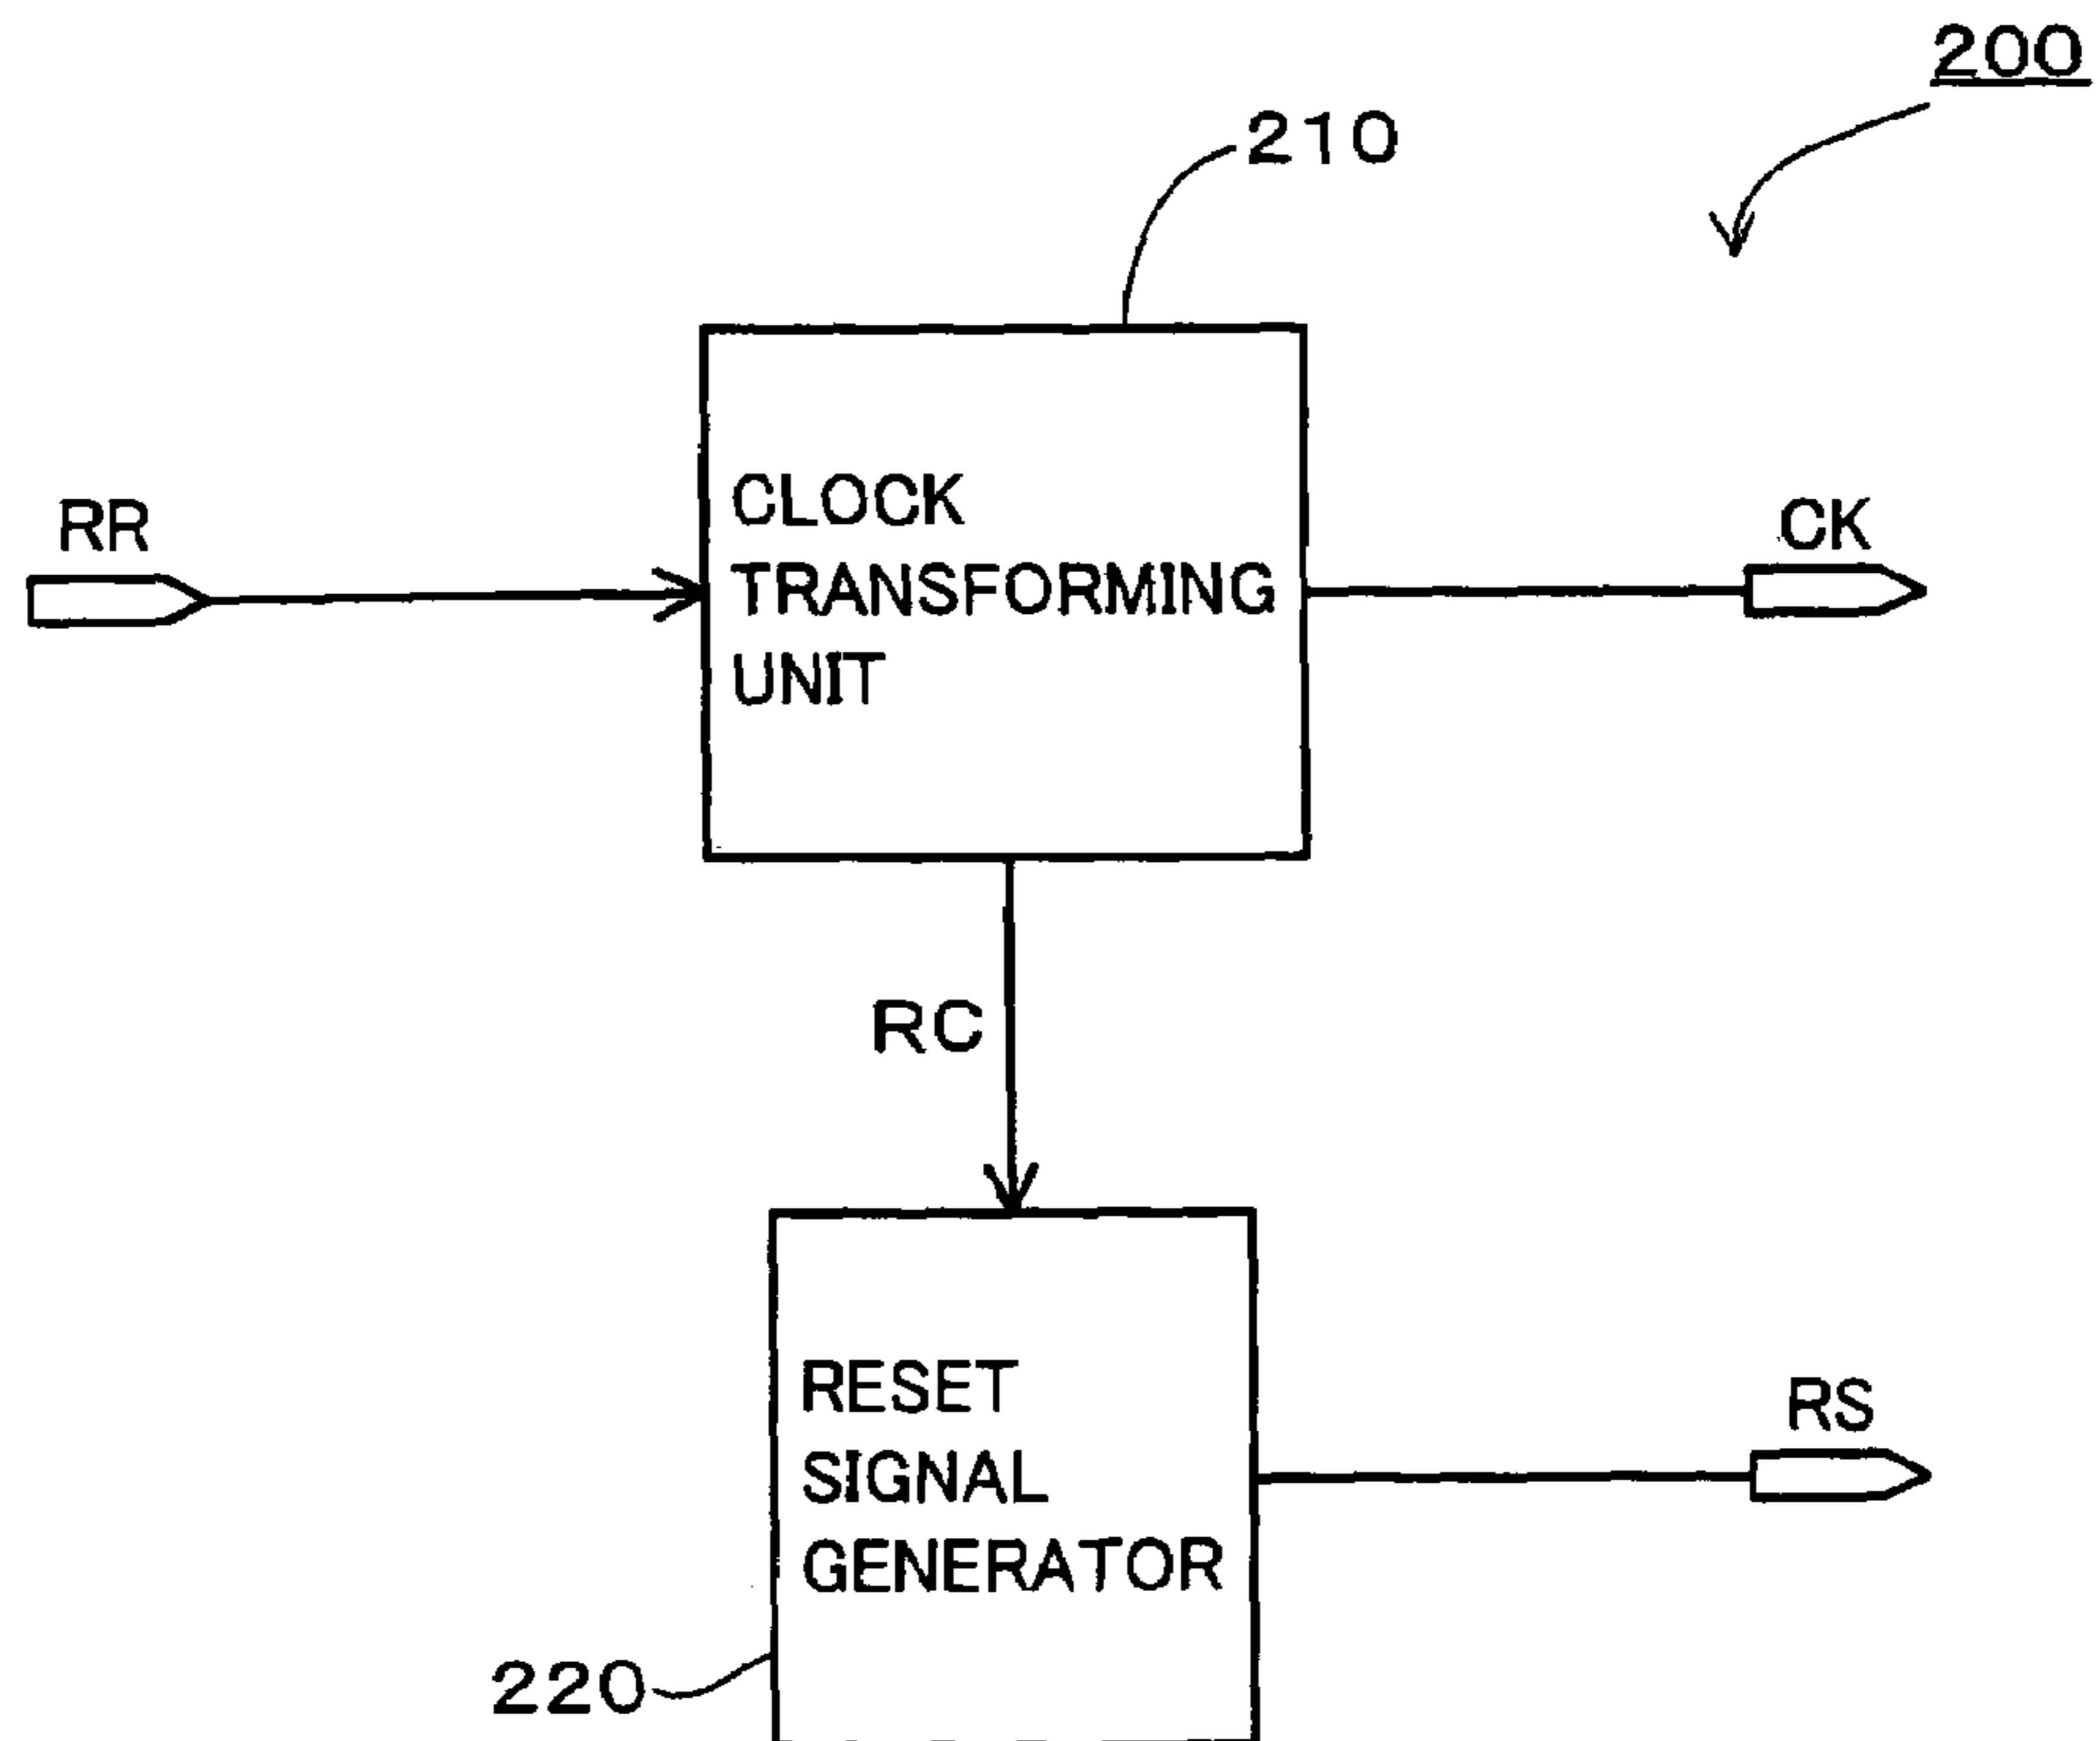 200
210
RR
CLOCK
TRANSFORMING
UNIT
CK
RC
RESET
SIGNAL
GENERATOR
RS
220